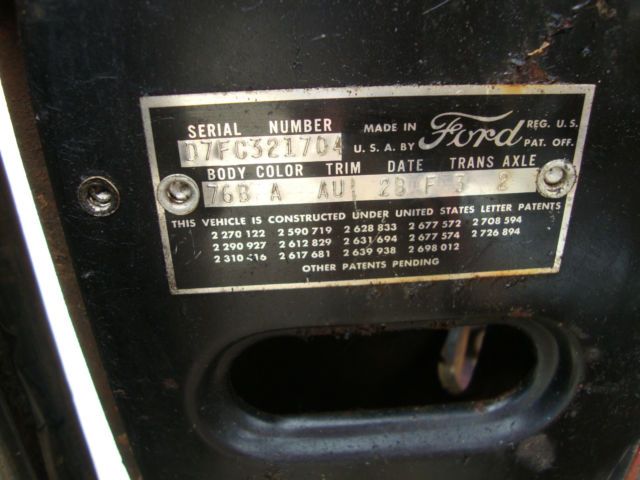 SERIAL NUMBER MADE IN Ford REG. U.S.
D7FC321704 U.S.A. BY PAT. OFF.
BODY COLOR TRIM DATE TRANS AXLE
76B A AU 28F 3 2
THIS VEHICLE IS CONSTRUCTED UNDER UNITED STATES LETTER PATENTS
2 270 122 2 590 719 2 628 833 2 677 572 2 708 594
2 290 927 2 612 829 2 631 694 2 677 574 2 726 894
2 310 416 2 617 681 2 639 938 2 698 012
OTHER PATENTS PENDING